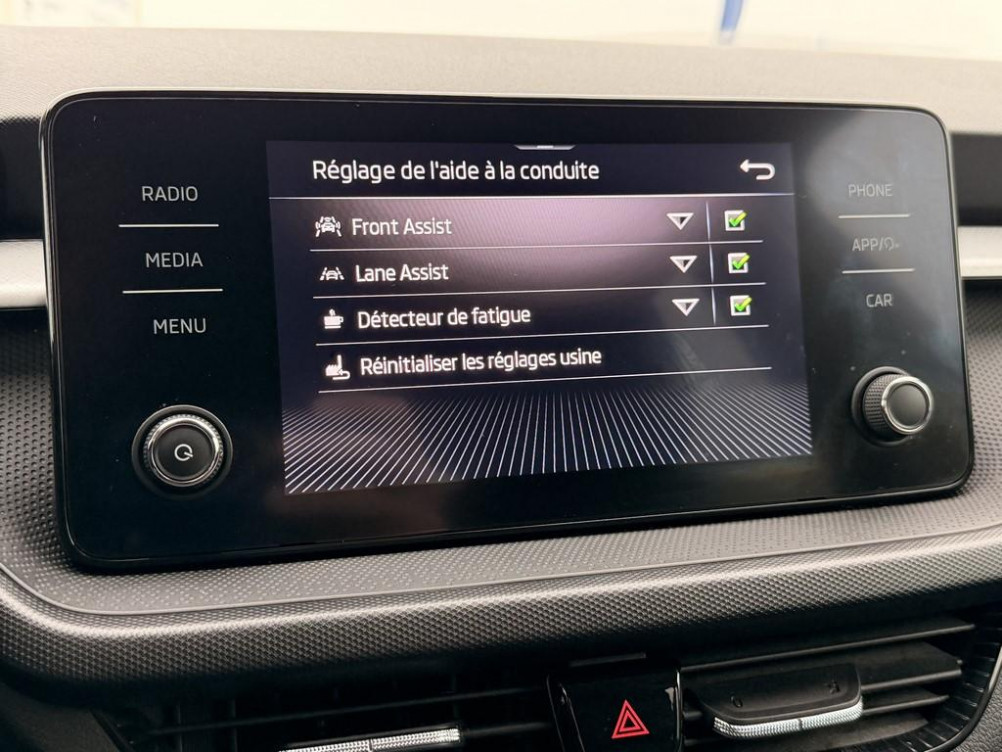 RADIO
MEDIA
MENU
Réglage de l'aide à la conduite
Front Assist
Lane Assist
Détecteur de fatigue
Réinitialiser les réglages usine
PHONE
APP/
CAR
0